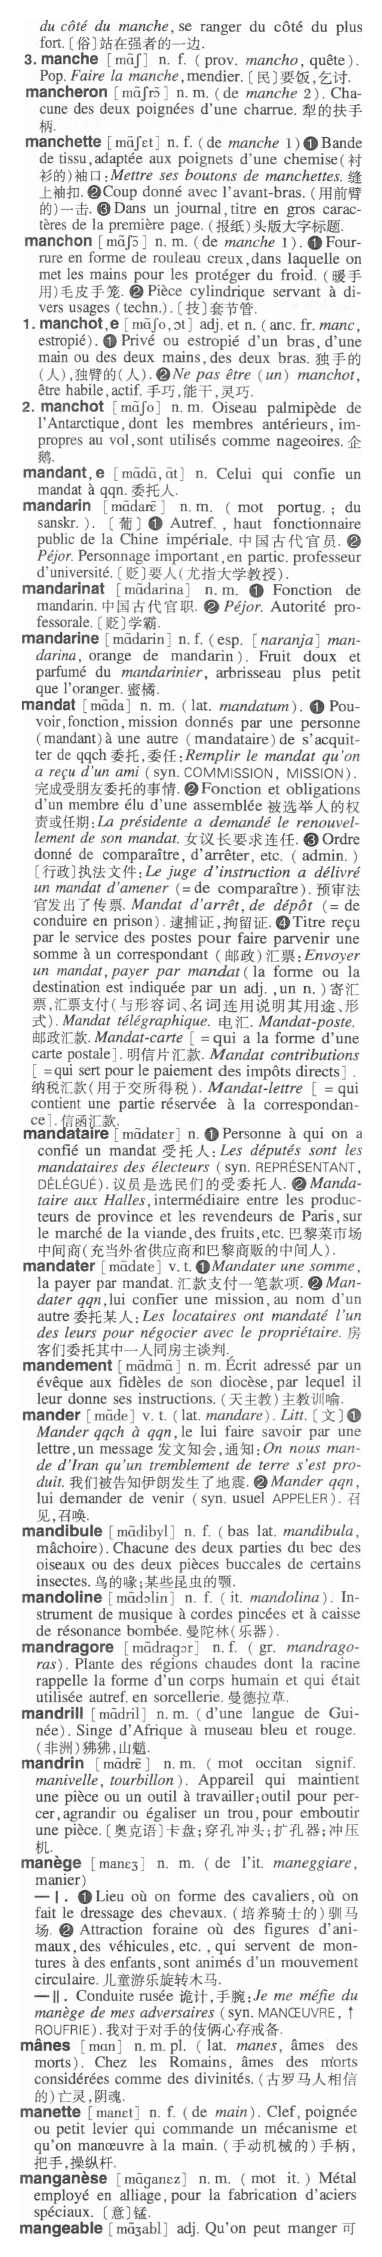 du côté du manche, se ranger du côté du plus
fort. 〔俗〕站在强者的一边.
3. manche [mɑ̃ʃ] n. f. ( prov. mancho, quête).
Pop. Faire la manche, mendier. 〔民〕要饭,乞讨.
mancheron [mɑ̃ʃrɔ̃] n. m. (de manche 2). Cha-
cune des deux poignées d'une charrue. 犁的扶手
柄.
manchette [mɑ̃ʃɛt] n. f. (de manche 1) ❶ Bande
de tissu, adaptée aux poignets d'une chemise(衬
衫的)袖口: Mettre ses boutons de manchettes. 缝
上袖扣. ❷ Coup donné avec l'avant-bras. (用前臂
的)一击. ❸ Dans un journal, titre en gros carac-
tères de la première page. (报纸)头版大字标题.
manchon [mɑ̃ʃɔ̃] n. m. (de manche 1). ❶ Four-
rure en forme de rouleau creux, dans laquelle on
met les mains pour les protéger du froid. (暖手
用)毛皮手笼. ❷ Pièce cylindrique servant à di-
vers usages (techn.). 〔技〕套节管.
1. manchot, e [mɑ̃ʃo, ɔt] adj. et n. (anc. fr. manc,
estropié). ❶ Privé ou estropié d'un bras, d'une
main ou des deux mains, des deux bras. 独手的
(人),独臂的(人). ❷ Ne pas être (un) manchot,
être habile, actif. 手巧,能干,灵巧.
2. manchot [mɑ̃ʃo] n. m. Oiseau palmipède de
l'Antarctique, dont les membres antérieurs, im-
propres au vol, sont utilisés comme nageoires. 企
鹅.
mandant, e [mɑ̃dɑ̃, ɑ̃t] n. Celui qui confie un
mandat à qqn. 委托人.
mandarin [mɑ̃darɛ̃] n. m. ( mot portug. ; du
sanskr. ). 〔葡〕 ❶ Autref. , haut fonctionnaire
public de la Chine impériale. 中国古代官员. ❷
Péjor. Personnage important, en partic. professeur
d'université. 〔贬〕要人(尤指大学教授).
mandarinat [mɑ̃darina] n. m. ❶ Fonction de
mandarin. 中国古代官职. ❷ Péjor. Autorité pro-
fessorale. 〔贬〕学霸.
mandarine [mɑ̃darin] n. f. (esp. [naranja] man-
darina, orange de mandarin). Fruit doux et
parfumé du mandarinier, arbrisseau plus petit
que l'oranger. 蜜橘.
mandat [mɑ̃da] n. m. (lat. mandatum). ❶ Pou-
voir, fonction, mission donnés par une personne
(mandant) à une autre (mandataire) de s'acquit-
ter de qqch 委托,委任: Remplir le mandat qu'on
a reçu d'un ami (syn. COMMISSION, MISSION).
完成受朋友委托的事情. ❷ Fonction et obligations
d'un membre élu d'une assemblée 被选举人的权
责或任期: La présidente a demandé le renouvel-
lement de son mandat. 女议长要求连任. ❸ Ordre
donné de comparaître, d'arrêter, etc. ( admin. )
〔行政〕执法文件: Le juge d'instruction a délivré
un mandat d'amener (= de comparaître). 预审法
官发出了传票. Mandat d'arrêt, de dépôt (= de
conduire en prison). 逮捕证,拘留证. ❹ Titre reçu
par le service des postes pour faire parvenir une
somme à un correspondant (邮政)汇票: Envoyer
un mandat, payer par mandat (la forme ou la
destination est indiquée par un adj. , un n. )寄汇
票,汇票支付(与形容词、名词连用说明其用途、形
式). Mandat télégraphique. 电汇. Mandat-poste.
邮政汇款. Mandat-carte [ = qui a la forme d'une
carte postale]. 明信片汇款. Mandat contributions
[ = qui sert pour le paiement des impôts directs] .
纳税汇款(用于交所得税). Mandat-lettre [ = qui
contient une partie réservée à la correspondan-
ce]. 信函汇款.
mandataire [mɑ̃datɛr] n. ❶ Personne à qui on a
confié un mandat 受托人: Les députés sont les
mandataires des électeurs (syn. REPRÉSENTANT,
DÉLÉGUÉ). 议员是选民们的受委托人. ❷ Manda-
taire aux Halles, intermédiaire entre les produc-
teurs de province et les revendeurs de Paris, sur
le marché de la viande, des fruits, etc. 巴黎菜市场
中间商(充当外省供应商和巴黎商贩的中间人).
mandater [mɑ̃date] v. t. ❶ Mandater une somme,
la payer par mandat. 汇款支付一笔款项. ❷ Man-
dater qqn, lui confier une mission, au nom d'un
autre 委托某人: Les locataires ont mandaté l'un
des leurs pour négocier avec le propriétaire. 房
客们委托其中一人同房东谈判.
mandement [mɑ̃dmɑ̃] n. m. Écrit adressé par un
évêque aux fidèles de son diocèse, par lequel il
leur donne ses instructions. (天主教)主教训喻.
mander [mɑ̃de] v. t. (lat. mandare). Litt. 〔文〕❶
Mander qqch à qqn, le lui faire savoir par une
lettre, un message 发文知会,通知: On nous man-
de d'Iran qu'un tremblement de terre s'est pro-
duit. 我们被告知伊朗发生了地震. ❷ Mander qqn,
lui demander de venir (syn. usuel APPELER). 召
见,召唤.
mandibule [mɑ̃dibyl] n. f. ( bas lat. mandibula,
mâchoire). Chacune des deux parties du bec des
oiseaux ou des deux pièces buccales de certains
insectes. 鸟的喙;某些昆虫的颚.
mandoline [mɑ̃dɔlin] n. f. (it. mandolina). In-
strument de musique à cordes pincées et à caisse
de résonance bombée. 曼陀林(乐器).
mandragore [mɑ̃dragɔr] n. f. ( gr. mandrago-
ras). Plante des régions chaudes dont la racine
rappelle la forme d'un corps humain et qui était
utilisée autref. en sorcellerie. 曼德拉草.
mandrill [mɑ̃dril] n. m. (d'une langue de Gui-
née). Singe d'Afrique à museau bleu et rouge.
(非洲)狒狒,山魈.
mandrin [mɑ̃drɛ̃] n. m. ( mot occitan signif.
manivelle, tourbillon ). Appareil qui maintient
une pièce ou un outil à travailler; outil pour per-
cer, agrandir ou égaliser un trou, pour emboutir
une pièce. 〔奥克语〕卡盘;穿孔冲头;扩孔器;冲压
机.
manège [manɛʒ] n. m. ( de l'it. maneggiare,
manier)
— I. ❶ Lieu où on forme des cavaliers, où on
fait le dressage des chevaux. (培养骑士的)驯马
场. ❷ Attraction foraine où des figures d'ani-
maux, des véhicules, etc. , qui servent de mon-
tures à des enfants, sont animés d'un mouvement
circulaire. 儿童游乐旋转木马.
— II. Conduite rusée 诡计,手腕: Je me méfie du
manège de mes adversaires (syn. MANŒUVRE, ↑
ROUFRIE). 我对于对手的伎俩心存戒备.
mânes [mɑn] n. m. pl. ( lat. manes, âmes des
morts). Chez les Romains, âmes des morts
considérées comme des divinités. (古罗马人相信
的)亡灵,阴魂.
manette [manɛt] n. f. (de main). Clef, poignée
ou petit levier qui commande un mécanisme et
qu'on manœuvre à la main. (手动机械的)手柄,
把手,操纵杆.
manganèse [mɑ̃ganɛz] n. m. ( mot it. ) Métal
employé en alliage, pour la fabrication d'aciers
spéciaux. 〔意〕锰.
mangeable [mɑ̃ʒabl] adj. Qu'on peut manger 可